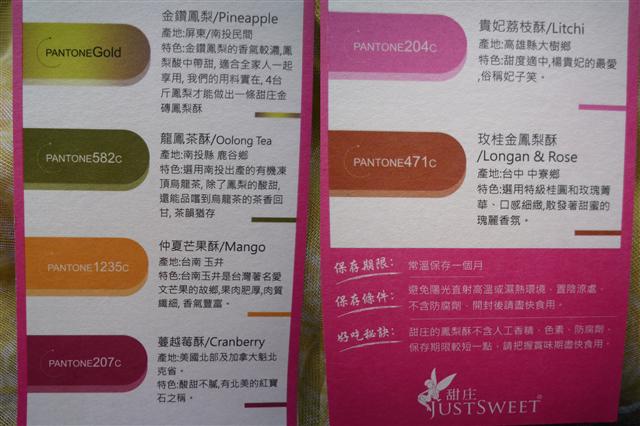 PANTONEGold
金鑽鳳梨/Pineapple
產地:屏東/南投民間
特色:金鑽鳳梨的香氣較濃,鳳
梨酸中帶甜, 適合全家人一起
享用, 我們的用料實在, 4台
斤鳳梨才能做出一條甜庄金
磚鳳梨酥
PANTONE582C
龍鳳茶酥/Oolong Tea
產地:南投縣 鹿谷鄉
特色:選用南投出產的有機凍
頂烏龍茶, 除了鳳梨的酸甜,
還能品嚐到烏龍茶的茶香回
甘, 茶韻猶存
PANTONE1235C
仲夏芒果酥/Mango
產地:台南 玉井
特色:台南玉井是台灣著名愛
文芒果的故鄉,果肉肥厚,肉質
纖細, 香氣豐富。
PANTONE207C
蔓越莓酥/Cranberry
產地:美國北部及加拿大魁北
克省。
特色:酸甜不膩,有北美的紅寶
石之稱。
PANTONE204C
貴妃荔枝酥/Litchi
產地:高雄縣大樹鄉
特色:甜度適中,楊貴妃的最愛
,俗稱妃子笑。
PANTONE471C
玫桂金鳳梨酥
/Longan & Rose
產地:台中 中寮鄉
特色:選用特級桂圓和玫瑰菁
華、口感細緻,散發著甜蜜的
瑰麗香氛。
保存期限: 常溫保存一個月
保存條件: 避免陽光直射高溫或濕熱環境、置陰涼處、
不含防腐劑、開封後請盡快食用。
好吃秘訣: 甜庄的鳳梨酥不含人工香精、色素、防腐劑,
保存期限較短一點, 請把握賞味期盡快食用。
甜庄
JUSTSWEET